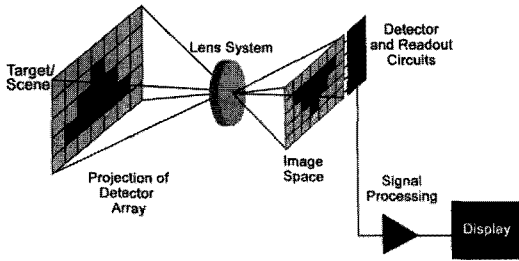 Target/
Scene
Lens System
Detector
and Readout
Circuits
Projection of
Detector
Array
Image
Space
Signal
Processing
Display